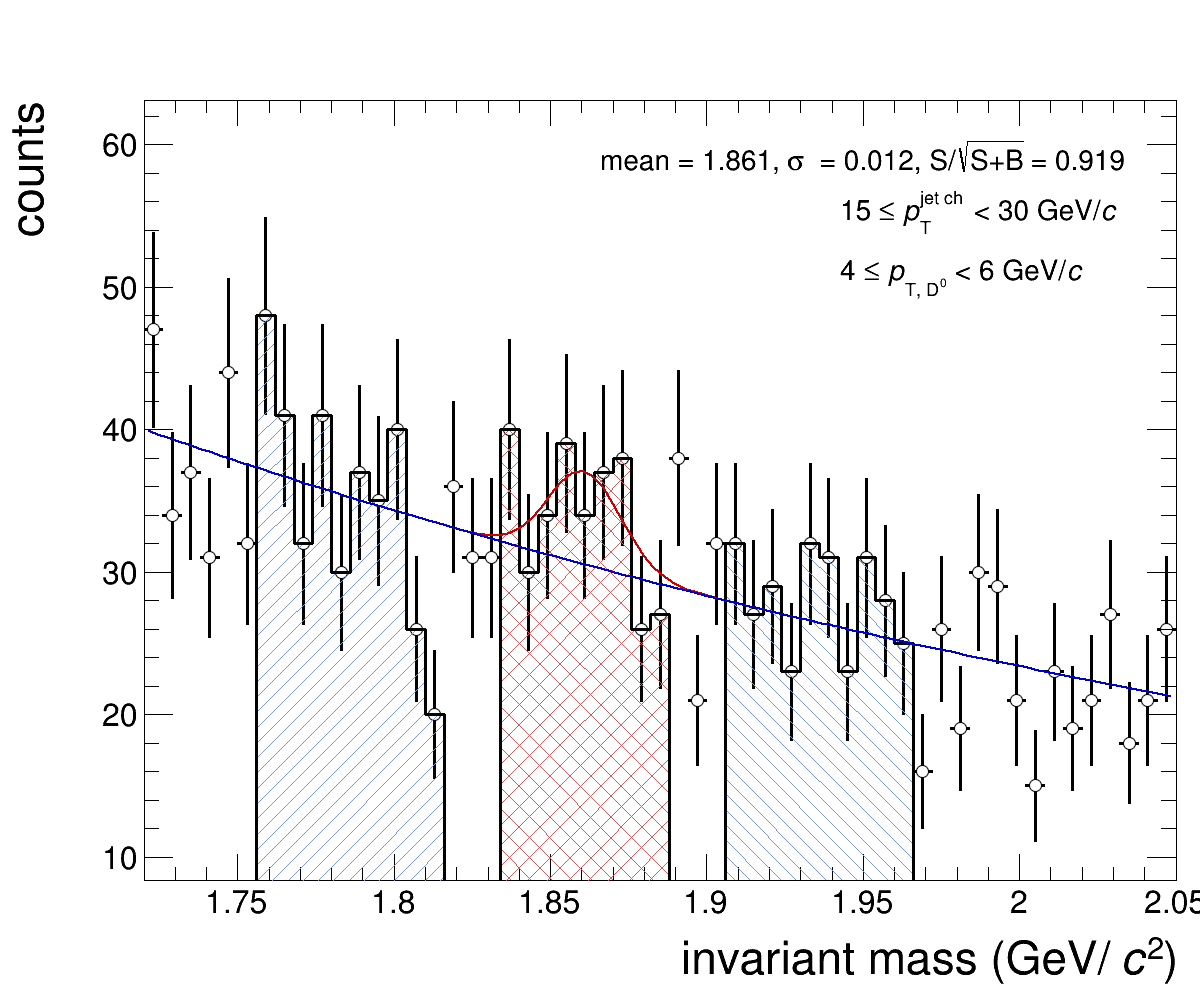 counts
60
50
40
30
20
10
mean = 1.861, σ = 0.012, S/√S+B = 0.919
15 ≤ p_T^jet ch < 30 GeV/c
4 ≤ p_T, D⁰ < 6 GeV/c
1.75 1.8 1.85 1.9 1.95 2 2.05
invariant mass (GeV/ c²)